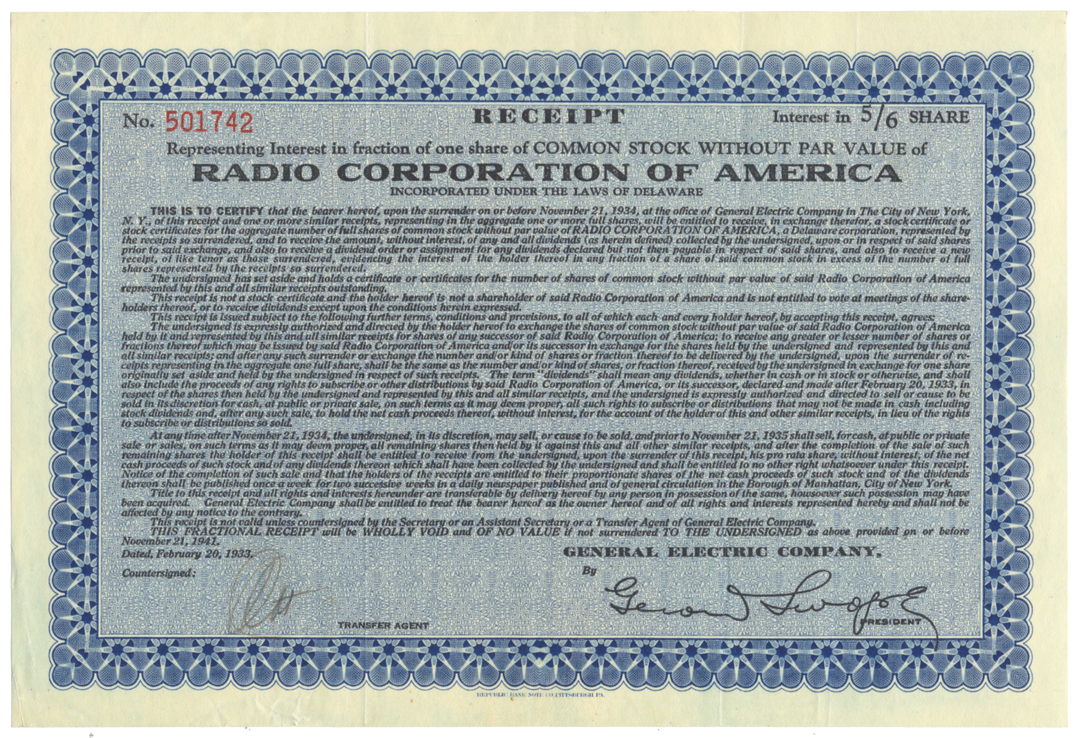 No. 501742
RECEIPT
Interest in 5/6 SHARE
Representing Interest in fraction of one share of COMMON STOCK WITHOUT PAR VALUE of
RADIO CORPORATION OF AMERICA
INCORPORATED UNDER THE LAWS OF DELAWARE
THIS IS TO CERTIFY that the bearer hereof, upon the surrender on or before November 21, 1934, at the office of General Electric Company in The City of New York,
N. Y., of this receipt and one or more similar receipts, representing in the aggregate one or more full shares, will be entitled to receive, in exchange therefor, a stock certificate or
stock certificates for the aggregate number of full shares of common stock without par value of RADIO CORPORATION OF AMERICA, a Delaware corporation, represented by
the receipts so surrendered, and to receive the amount, without interest, of any and all dividends (as herein defined) collected by the undersigned, upon or in respect of said shares
prior to said exchange, and also to receive a dividend order or assignment for any dividends declared but not then payable in respect of said shares, and also to receive a new
receipt, of like tenor as those surrendered, evidencing the interest of the holder thereof in any fraction of a share of said common stock in excess of the number of full
shares represented by the receipts so surrendered.
The undersigned has set aside and holds a certificate or certificates for the number of shares of common stock without par value of said Radio Corporation of America
represented by this and all similar receipts outstanding.
This receipt is not a stock certificate and the holder hereof is not a shareholder of said Radio Corporation of America and is not entitled to vote at meetings of the share-
holders thereof, or to receive dividends except upon the conditions herein expressed.
This receipt is issued subject to the following further terms, conditions and provisions, to all of which each and every holder hereof, by accepting this receipt, agrees:
The undersigned is expressly authorized and directed by the holder hereof to exchange the shares of common stock without par value of said Radio Corporation of America
held by it and represented by this and all similar receipts for shares of any successor of said Radio Corporation of America; to receive any greater or lesser number of shares or
fractions thereof which may be issued by said Radio Corporation of America and/or its successor in exchange for the shares held by the undersigned and represented by this and
all similar receipts; and after any such surrender or exchange the number and/or kind of shares or fraction thereof to be delivered by the undersigned, upon the surrender of re-
ceipts representing in the aggregate one full share, shall be the same as the number and/or kind of shares, or fraction thereof, received by the undersigned in exchange for one share
originally set aside and held by the undersigned in respect of such receipts. The term "dividends" shall mean any dividends, whether in cash or in stock or otherwise, and shall
also include the proceeds of any rights to subscribe or other distributions by said Radio Corporation of America, or its successor, declared and made after February 20, 1933, in
respect of the shares then held by the undersigned and represented by this and all similar receipts, and the undersigned is expressly authorized and directed to sell or cause to be
sold in its discretion for cash, at public or private sale, on such terms as it may deem proper, all such rights to subscribe or distributions that may not be made in cash including
stock dividends and, after any such sale, to hold the net cash proceeds thereof, without interest, for the account of the holder of this and other similar receipts, in lieu of the rights
to subscribe or distributions so sold.
At any time after November 21, 1934, the undersigned, in its discretion, may sell, or cause to be sold, and prior to November 21, 1935 shall sell, for cash, at public or private
sale or sales, on such terms as it may deem proper, all remaining shares then held by it against this and all other similar receipts, and after the completion of the sale of such
remaining shares the holder of this receipt shall be entitled to receive from the undersigned, upon the surrender of this receipt, his pro rata share, without interest, of the net
cash proceeds of such stock and of any dividends thereon which shall have been collected by the undersigned and shall be entitled to no other right whatsoever under this receipt.
Notice of the completion of such sale and that the holders of the receipts are entitled to their proportionate shares of the net cash proceeds of such stock and of the dividends
thereon shall be published once a week for two successive weeks in a daily newspaper published and of general circulation in the Borough of Manhattan, City of New York.
Title to this receipt and all rights and interests hereunder are transferable by delivery hereof by any person in possession of the same, howsoever such possession may have
been acquired. General Electric Company shall be entitled to treat the bearer hereof as the owner hereof and of all rights and interests represented hereby and shall not be
affected by any notice to the contrary.
This receipt is not valid unless countersigned by the Secretary or an Assistant Secretary or a Transfer Agent of General Electric Company.
THIS FRACTIONAL RECEIPT will be WHOLLY VOID and OF NO VALUE if not surrendered TO THE UNDERSIGNED as above provided on or before
November 21, 1941.
Dated, February 20, 1933.
GENERAL ELECTRIC COMPANY,
Countersigned:
By Gerard Swope
TRANSFER AGENT
PRESIDENT
REPUBLIC BANK NOTE CO. PITTSBURGH PA.